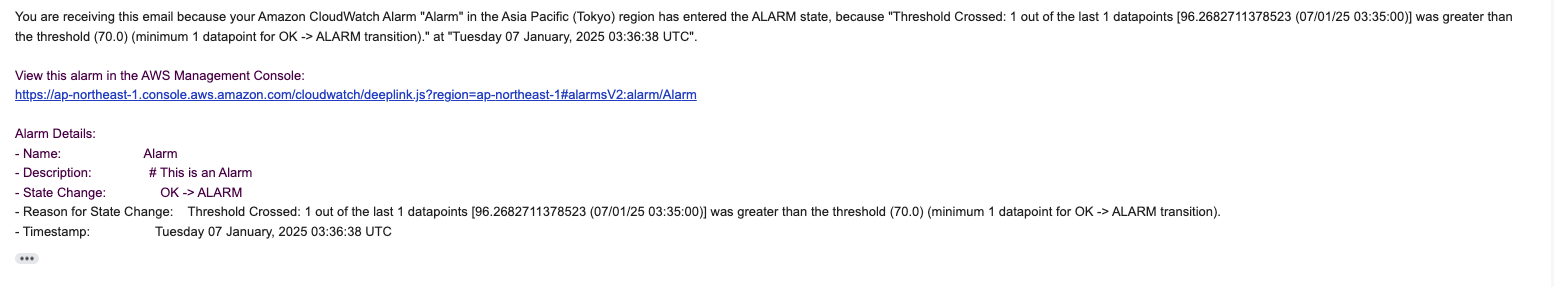 You are receiving this email because your Amazon CloudWatch Alarm "Alarm" in the Asia Pacific (Tokyo) region has entered the ALARM state, because "Threshold Crossed: 1 out of the last 1 datapoints [96.2682711378523 (07/01/25 03:35:00)] was greater than
the threshold (70.0) (minimum 1 datapoint for OK -> ALARM transition)." at "Tuesday 07 January, 2025 03:36:38 UTC".
View this alarm in the AWS Management Console:
https://ap-northeast-1.console.aws.amazon.com/cloudwatch/deeplink.js?region=ap-northeast-1#alarmsV2:alarm/Alarm
Alarm Details:
- Name: Alarm
- Description: # This is an Alarm
- State Change: OK -> ALARM
- Reason for State Change: Threshold Crossed: 1 out of the last 1 datapoints [96.2682711378523 (07/01/25 03:35:00)] was greater than the threshold (70.0) (minimum 1 datapoint for OK -> ALARM transition).
- Timestamp: Tuesday 07 January, 2025 03:36:38 UTC